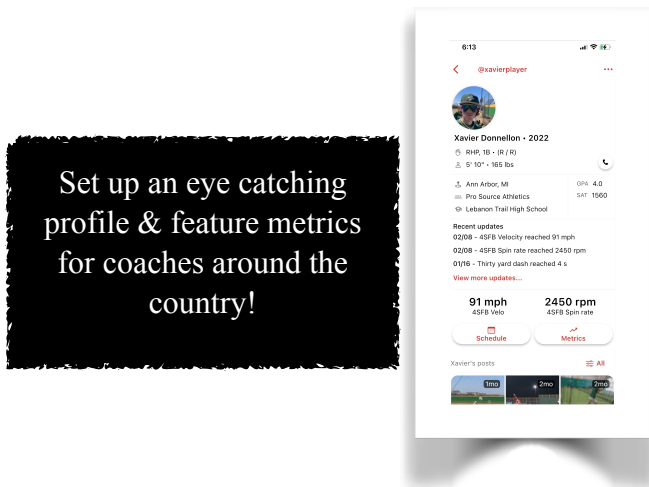 Set up an eye catching
profile & feature metrics
for coaches around the
country!
6:13
@xavierplayer
Xavier Donnellon • 2022
RHP, 1B • (R / R)
5' 10" • 165 lbs
Ann Arbor, MI
GPA 4.0
Pro Source Athletics
SAT 1560
Lebanon Trail High School
Recent updates
02/08 - 4SFB Velocity reached 91 mph
02/08 - 4SFB Spin rate reached 2450 rpm
01/16 - Thirty yard dash reached 4 s
View more updates...
91 mph 2450 rpm
4SFB Velo 4SFB Spin rate
Schedule Metrics
Xavier's posts All
1mo 2mo 2mo